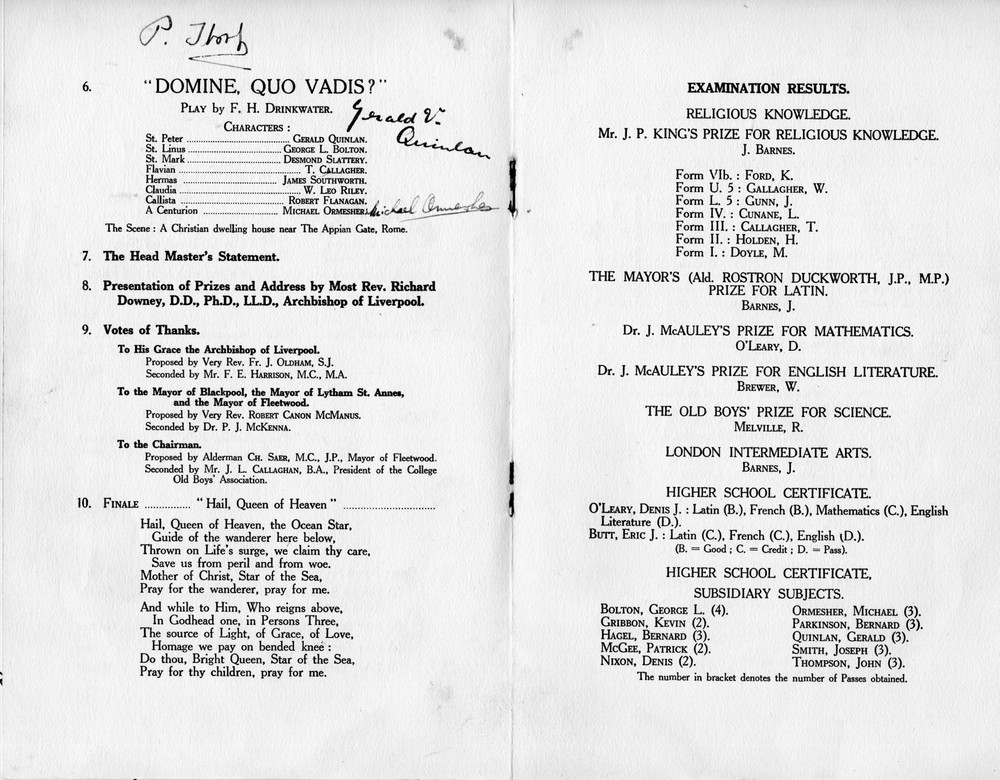 P. Thorp
6. "DOMINE, QUO VADIS?"
PLAY by F. H. DRINKWATER.
Gerald V. Quinlan
CHARACTERS :
St. Peter .......... GERALD QUINLAN.
St. Linus .......... GEORGE L. BOLTON.
St. Mark .......... DESMOND SLATTERY.
Flavian .......... T. CALLAGHER.
Hermas .......... JAMES SOUTHWORTH.
Claudia .......... W. LEO RILEY.
Callista .......... ROBERT FLANAGAN.
A Centurion .......... MICHAEL ORMESHER. Michael Ormesher
The Scene : A Christian dwelling house near The Appian Gate, Rome.
7. The Head Master's Statement.
8. Presentation of Prizes and Address by Most Rev. Richard
Downey, D.D., Ph.D., LL.D., Archbishop of Liverpool.
9. Votes of Thanks.
To His Grace the Archbishop of Liverpool.
Proposed by Very Rev. Fr. J. OLDHAM, S.J.
Seconded by Mr. F. E. HARRISON, M.C., M.A.
To the Mayor of Blackpool, the Mayor of Lytham St. Annes,
and the Mayor of Fleetwood.
Proposed by Very Rev. ROBERT CANON MCMANUS.
Seconded by Dr. P. J. MCKENNA.
To the Chairman.
Proposed by Alderman CH. SAER, M.C., J.P., Mayor of Fleetwood.
Seconded by Mr. J. L. CALLAGHAN, B.A., President of the College
Old Boys' Association.
10. FINALE .......... "Hail, Queen of Heaven" ..........
Hail, Queen of Heaven, the Ocean Star,
Guide of the wanderer here below,
Thrown on Life's surge, we claim thy care,
Save us from peril and from woe.
Mother of Christ, Star of the Sea,
Pray for the wanderer, pray for me.
And while to Him, Who reigns above,
In Godhead one, in Persons Three,
The source of Light, of Grace, of Love,
Homage we pay on bended knee :
Do thou, Bright Queen, Star of the Sea,
Pray for thy children, pray for me.
EXAMINATION RESULTS.
RELIGIOUS KNOWLEDGE.
Mr. J. P. KING'S PRIZE FOR RELIGIOUS KNOWLEDGE.
J. BARNES.
Form VIb. : FORD, K.
Form U. 5 : GALLAGHER, W.
Form L. 5 : GUNN, J.
Form IV. : CUNANE, L.
Form III. : CALLAGHER, T.
Form II. : HOLDEN, H.
Form I. : DOYLE, M.
THE MAYOR'S (Ald. ROSTRON DUCKWORTH, J.P., M.P.)
PRIZE FOR LATIN.
BARNES, J.
Dr. J. McAULEY'S PRIZE FOR MATHEMATICS.
O'LEARY, D.
Dr. J. McAULEY'S PRIZE FOR ENGLISH LITERATURE.
BREWER, W.
THE OLD BOYS' PRIZE FOR SCIENCE.
MELVILLE, R.
LONDON INTERMEDIATE ARTS.
BARNES, J.
HIGHER SCHOOL CERTIFICATE.
O'LEARY, DENIS J. : Latin (B.), French (B.), Mathematics (C.), English
Literature (D.).
BUTT, ERIC J. : Latin (C.), French (C.), English (D.).
(B. = Good ; C. = Credit ; D. = Pass).
HIGHER SCHOOL CERTIFICATE,
SUBSIDIARY SUBJECTS.
BOLTON, GEORGE L. (4).
GRIBBON, KEVIN (2).
HAGEL, BERNARD (3).
MCGEE, PATRICK (2).
NIXON, DENIS (2).
ORMESHER, MICHAEL (3).
PARKINSON, BERNARD (3).
QUINLAN, GERALD (3).
SMITH, JOSEPH (3).
THOMPSON, JOHN (3).
The number in bracket denotes the number of Passes obtained.